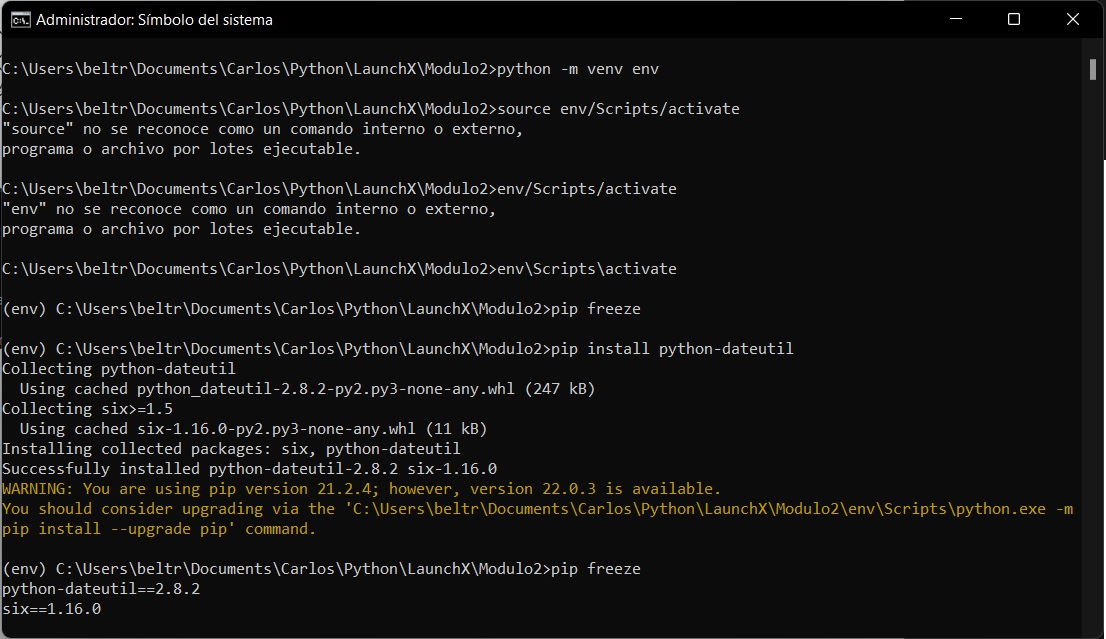 Administrador: Símbolo del sistema
C:\Users\beltr\Documents\Carlos\Python\LaunchX\Modulo2>python -m venv env
C:\Users\beltr\Documents\Carlos\Python\LaunchX\Modulo2>source env/Scripts/activate
"source" no se reconoce como un comando interno o externo,
programa o archivo por lotes ejecutable.
C:\Users\beltr\Documents\Carlos\Python\LaunchX\Modulo2>env/Scripts/activate
"env" no se reconoce como un comando interno o externo,
programa o archivo por lotes ejecutable.
C:\Users\beltr\Documents\Carlos\Python\LaunchX\Modulo2>env\Scripts\activate
(env) C:\Users\beltr\Documents\Carlos\Python\LaunchX\Modulo2>pip freeze
(env) C:\Users\beltr\Documents\Carlos\Python\LaunchX\Modulo2>pip install python-dateutil
Collecting python-dateutil
  Using cached python_dateutil-2.8.2-py2.py3-none-any.whl (247 kB)
Collecting six>=1.5
  Using cached six-1.16.0-py2.py3-none-any.whl (11 kB)
Installing collected packages: six, python-dateutil
Successfully installed python-dateutil-2.8.2 six-1.16.0
WARNING: You are using pip version 21.2.4; however, version 22.0.3 is available.
You should consider upgrading via the 'C:\Users\beltr\Documents\Carlos\Python\LaunchX\Modulo2\env\Scripts\python.exe -m
pip install --upgrade pip' command.
(env) C:\Users\beltr\Documents\Carlos\Python\LaunchX\Modulo2>pip freeze
python-dateutil==2.8.2
six==1.16.0